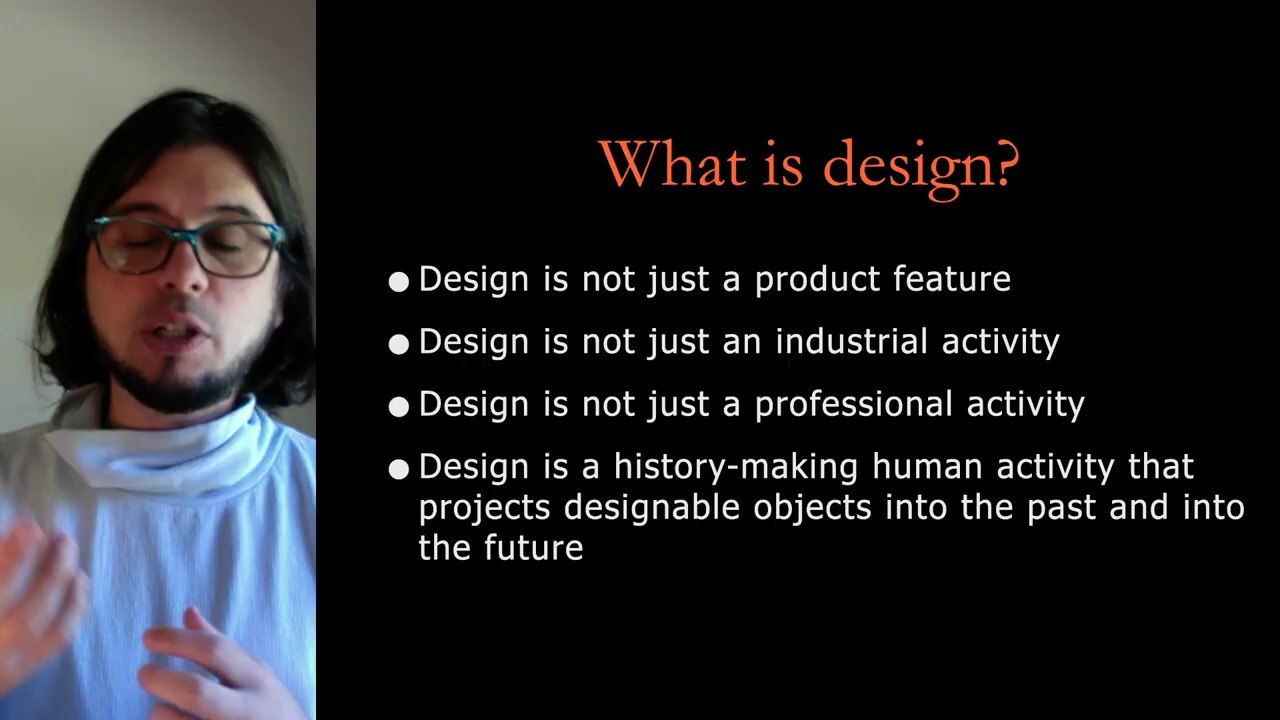 What is design?
● Design is not just a product feature
● Design is not just an industrial activity
● Design is not just a professional activity
● Design is a history-making human activity that
projects designable objects into the past and into
the future